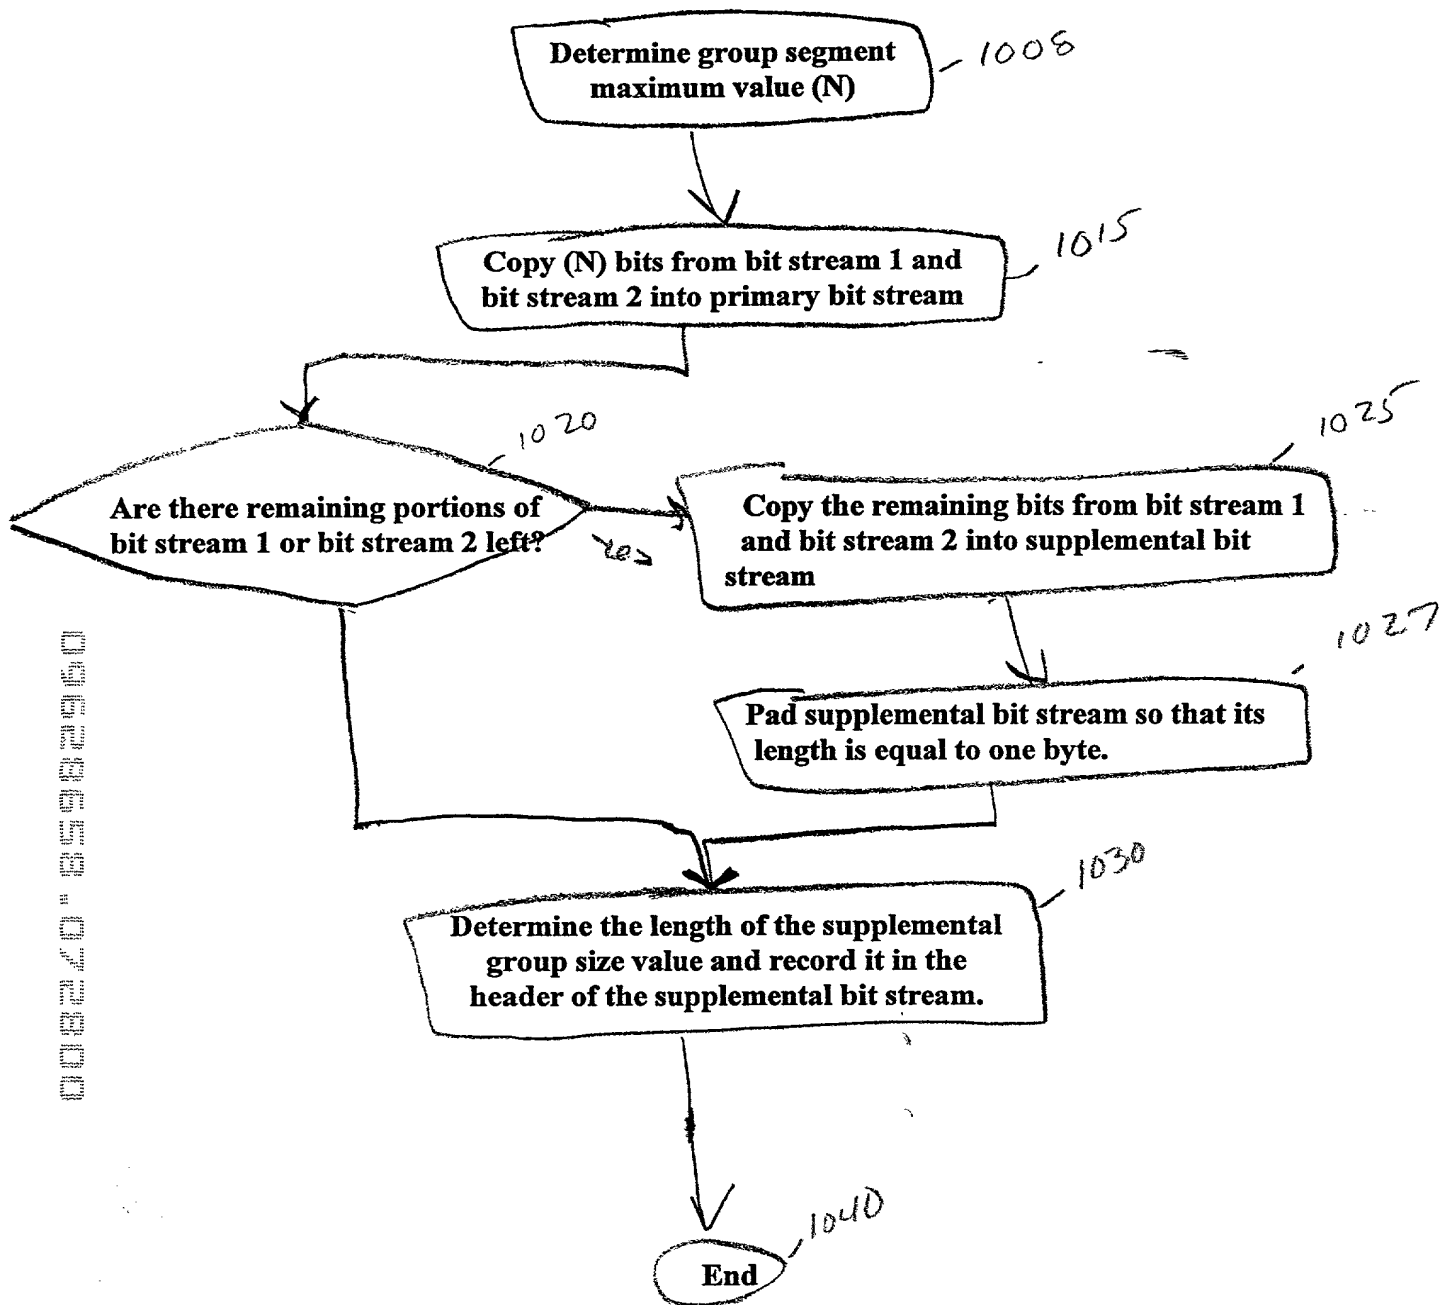 Determine group segment
maximum value (N)
1008
Copy (N) bits from bit stream 1 and
bit stream 2 into primary bit stream
1015
Are there remaining portions of
bit stream 1 or bit stream 2 left?
1020
Yes
Copy the remaining bits from bit stream 1
and bit stream 2 into supplemental bit
stream
1025
Pad supplemental bit stream so that its
length is equal to one byte.
1027
Determine the length of the supplemental
group size value and record it in the
header of the supplemental bit stream.
1030
End
1040
09628658.072800